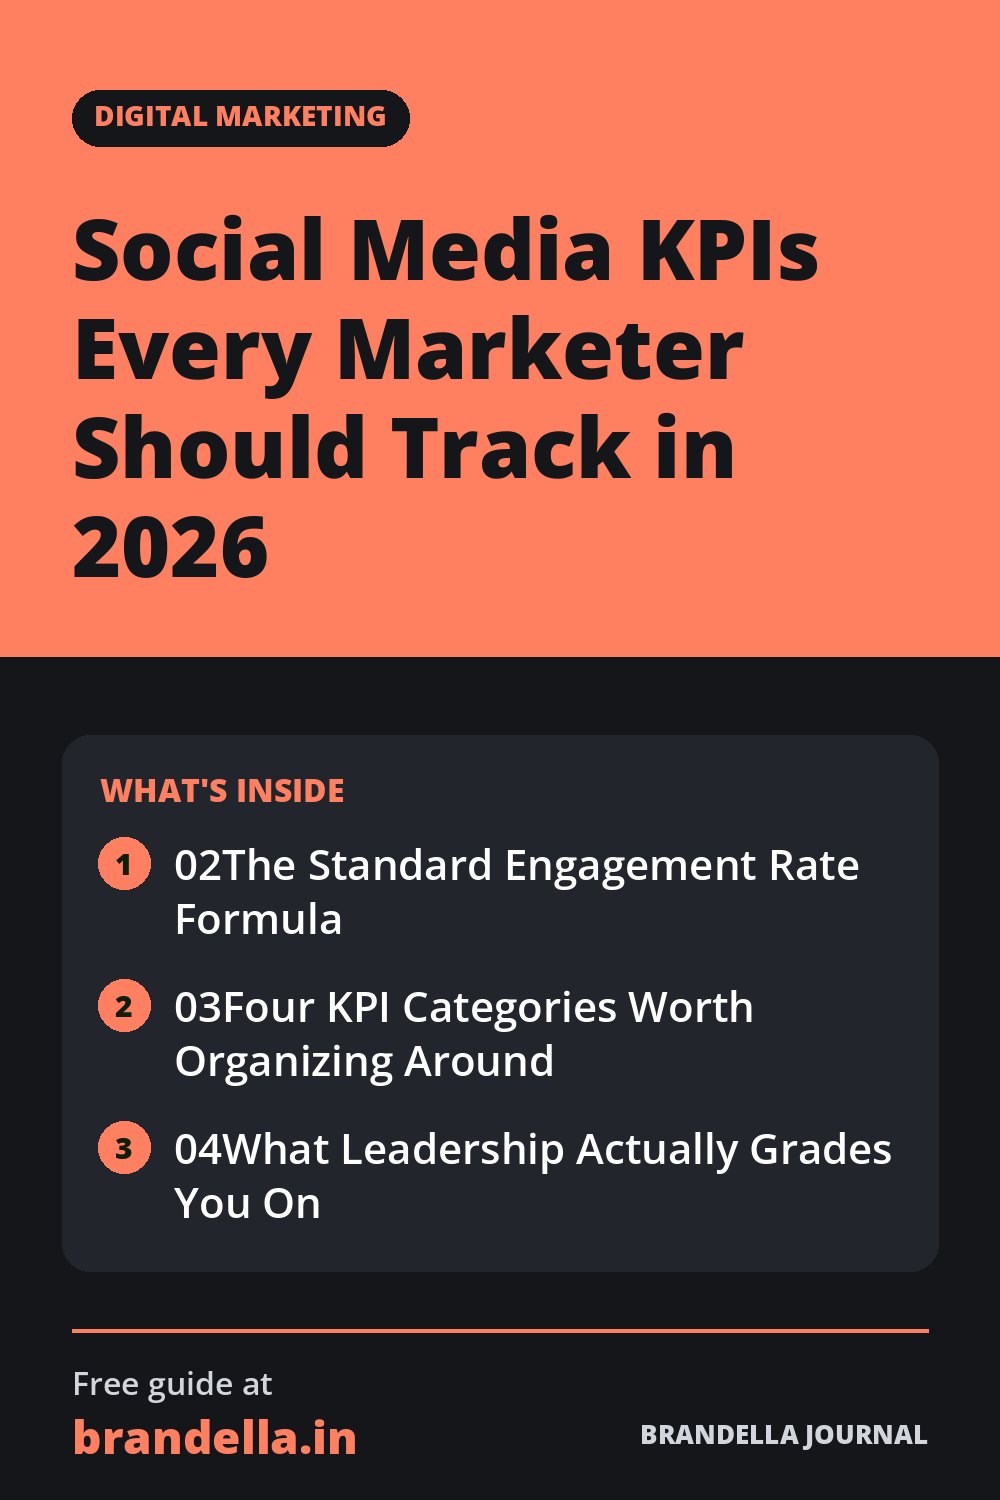 DIGITAL MARKETING
Social Media KPIs
Every Marketer
Should Track in
2026
WHAT'S INSIDE
1 02The Standard Engagement Rate
Formula
2 03Four KPI Categories Worth
Organizing Around
3 04What Leadership Actually Grades
You On
Free guide at
brandella.in
BRANDELLA JOURNAL